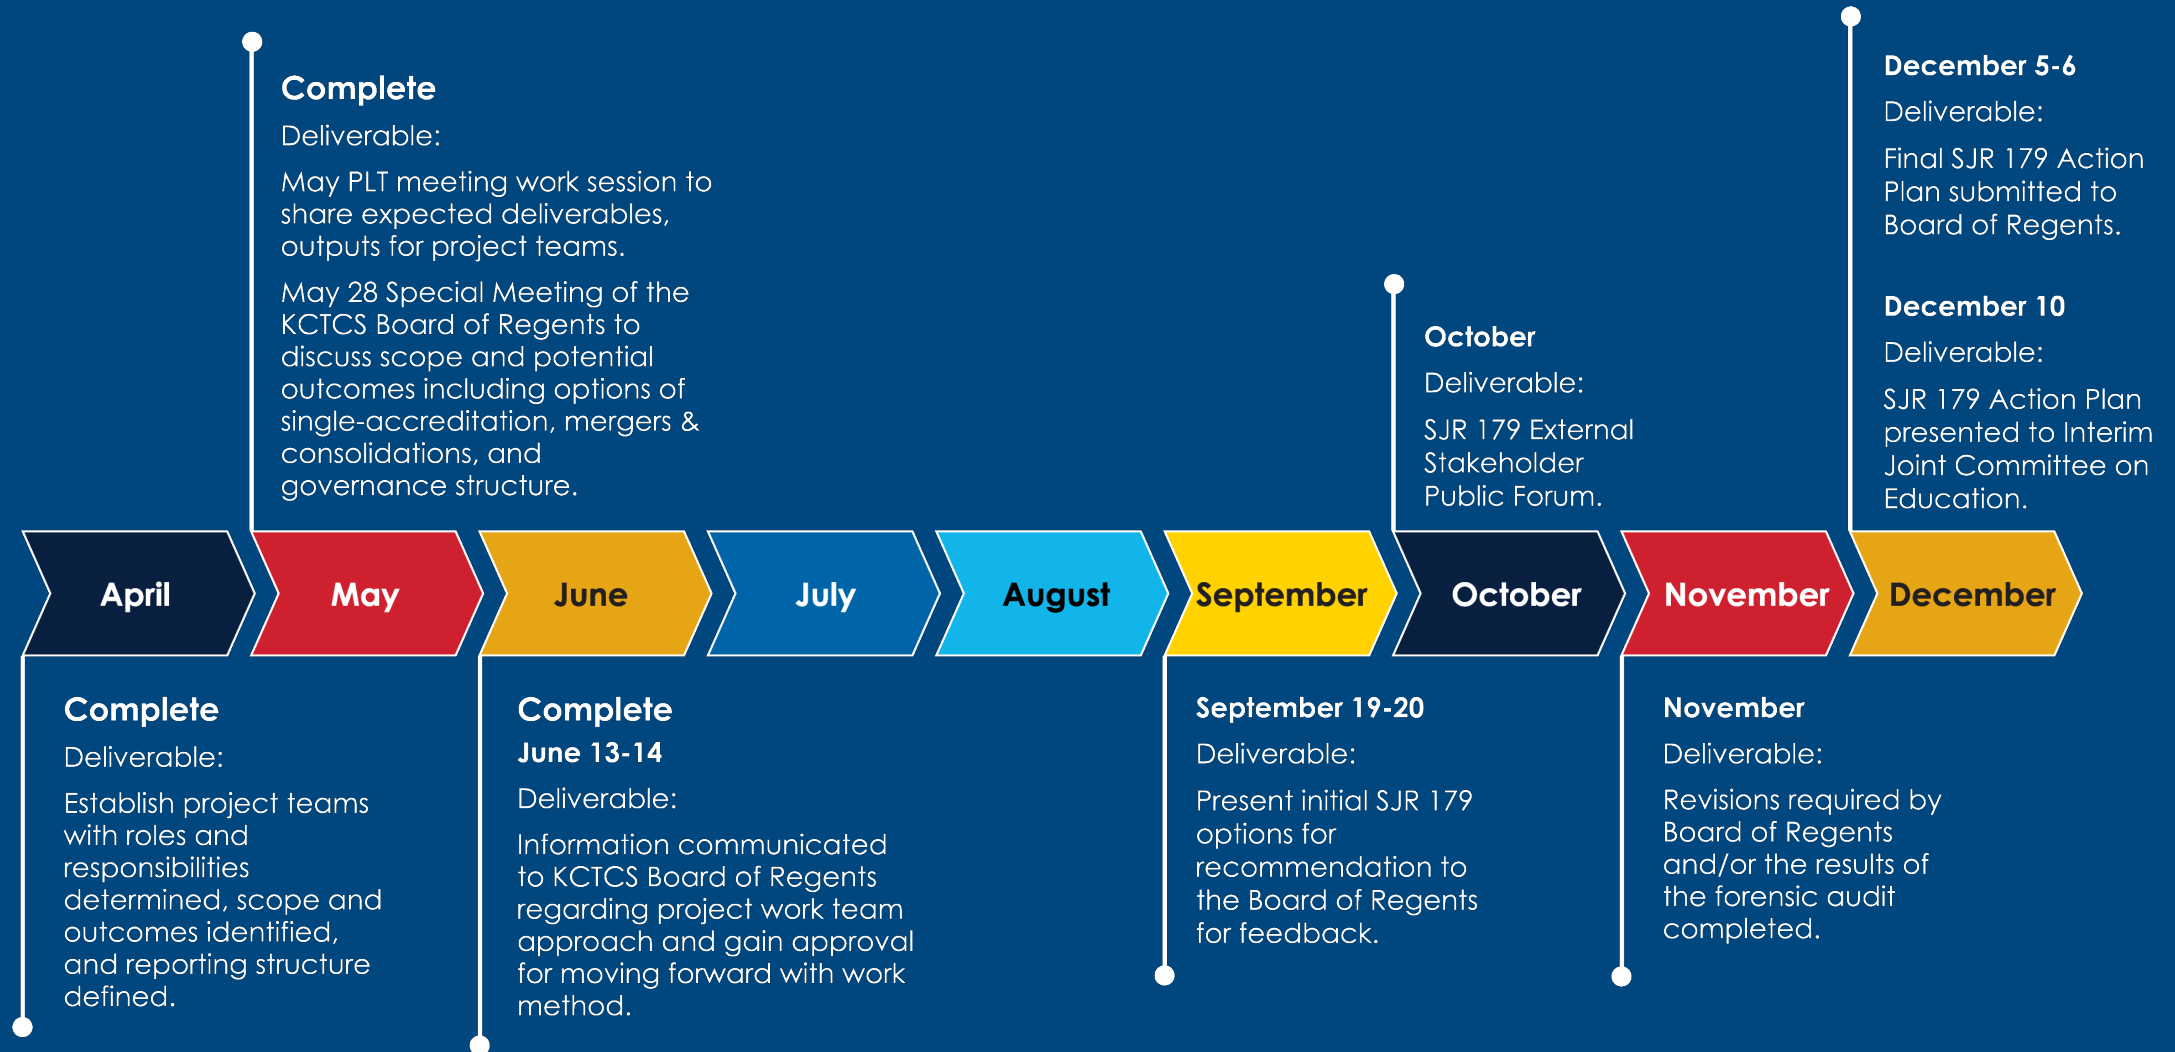 Complete
Deliverable:
May PLT meeting work session to
share expected deliverables,
outputs for project teams.
May 28 Special Meeting of the
KCTCS Board of Regents to
discuss scope and potential
outcomes including options of
single-accreditation, mergers &
consolidations, and
governance structure.
October
Deliverable:
SJR 179 External
Stakeholder
Public Forum.
December 5-6
Deliverable:
Final SJR 179 Action
Plan submitted to
Board of Regents.
December 10
Deliverable:
SJR 179 Action Plan
presented to Interim
Joint Committee on
Education.
April
May
June
July
August
September
October
November
December
Complete
Deliverable:
Establish project teams
with roles and
responsibilities
determined, scope and
outcomes identified,
and reporting structure
defined.
Complete
June 13-14
Deliverable:
Information communicated
to KCTCS Board of Regents
regarding project work team
approach and gain approval
for moving forward with work
method.
September 19-20
Deliverable:
Present initial SJR 179
options for
recommendation to
the Board of Regents
for feedback.
November
Deliverable:
Revisions required by
Board of Regents
and/or the results of
the forensic audit
completed.